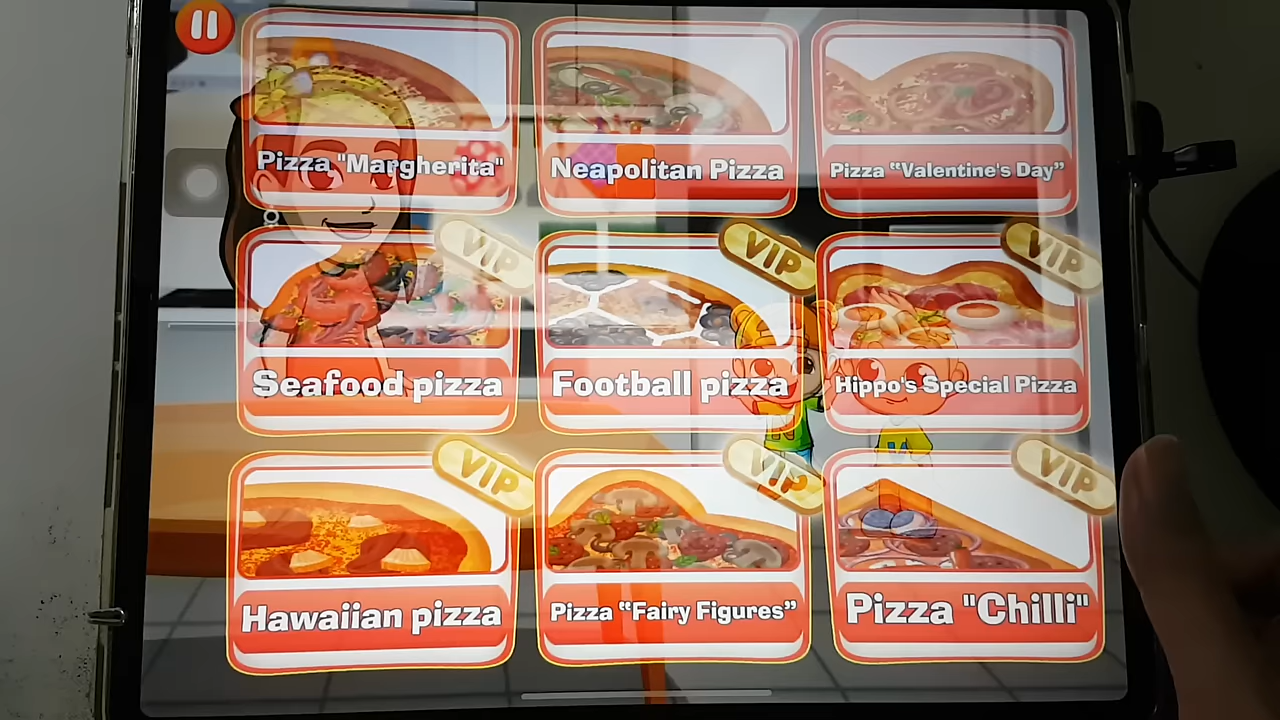 Pizza "Margherita"
Neapolitan Pizza
Pizza “Valentine's Day”
VIP
VIP
VIP
Seafood pizza
Football pizza
Hippo's Special Pizza
VIP
VIP
VIP
Hawaiian pizza
Pizza “Fairy Figures”
Pizza "Chilli"